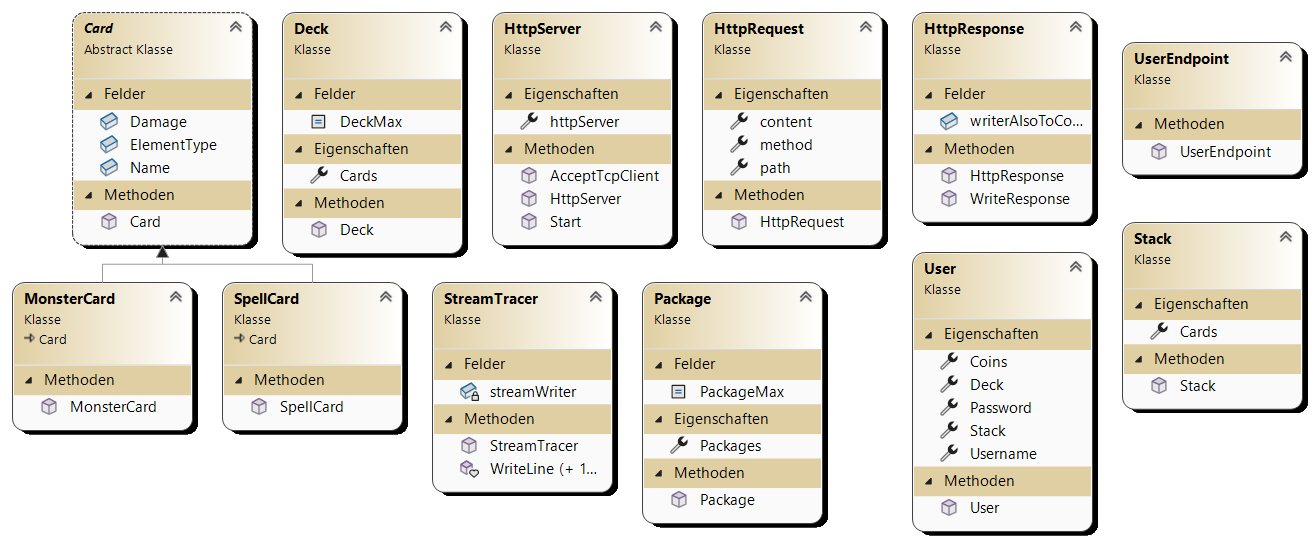 Card
Abstract Klasse
Felder
Damage
ElementType
Name
Methoden
Card
Deck
Klasse
Felder
DeckMax
Eigenschaften
Cards
Methoden
Deck
HttpServer
Klasse
Eigenschaften
httpServer
Methoden
AcceptTcpClient
HttpServer
Start
HttpRequest
Klasse
Eigenschaften
content
method
path
Methoden
HttpRequest
HttpResponse
Klasse
Felder
writerAlsoToCo...
Methoden
HttpResponse
WriteResponse
UserEndpoint
Klasse
Methoden
UserEndpoint
MonsterCard
Klasse
Card
Methoden
MonsterCard
SpellCard
Klasse
Card
Methoden
SpellCard
StreamTracer
Klasse
Felder
streamWriter
Methoden
StreamTracer
WriteLine (+ 1...
Package
Klasse
Felder
PackageMax
Eigenschaften
Packages
Methoden
Package
User
Klasse
Eigenschaften
Coins
Deck
Password
Stack
Username
Methoden
User
Stack
Klasse
Eigenschaften
Cards
Methoden
Stack